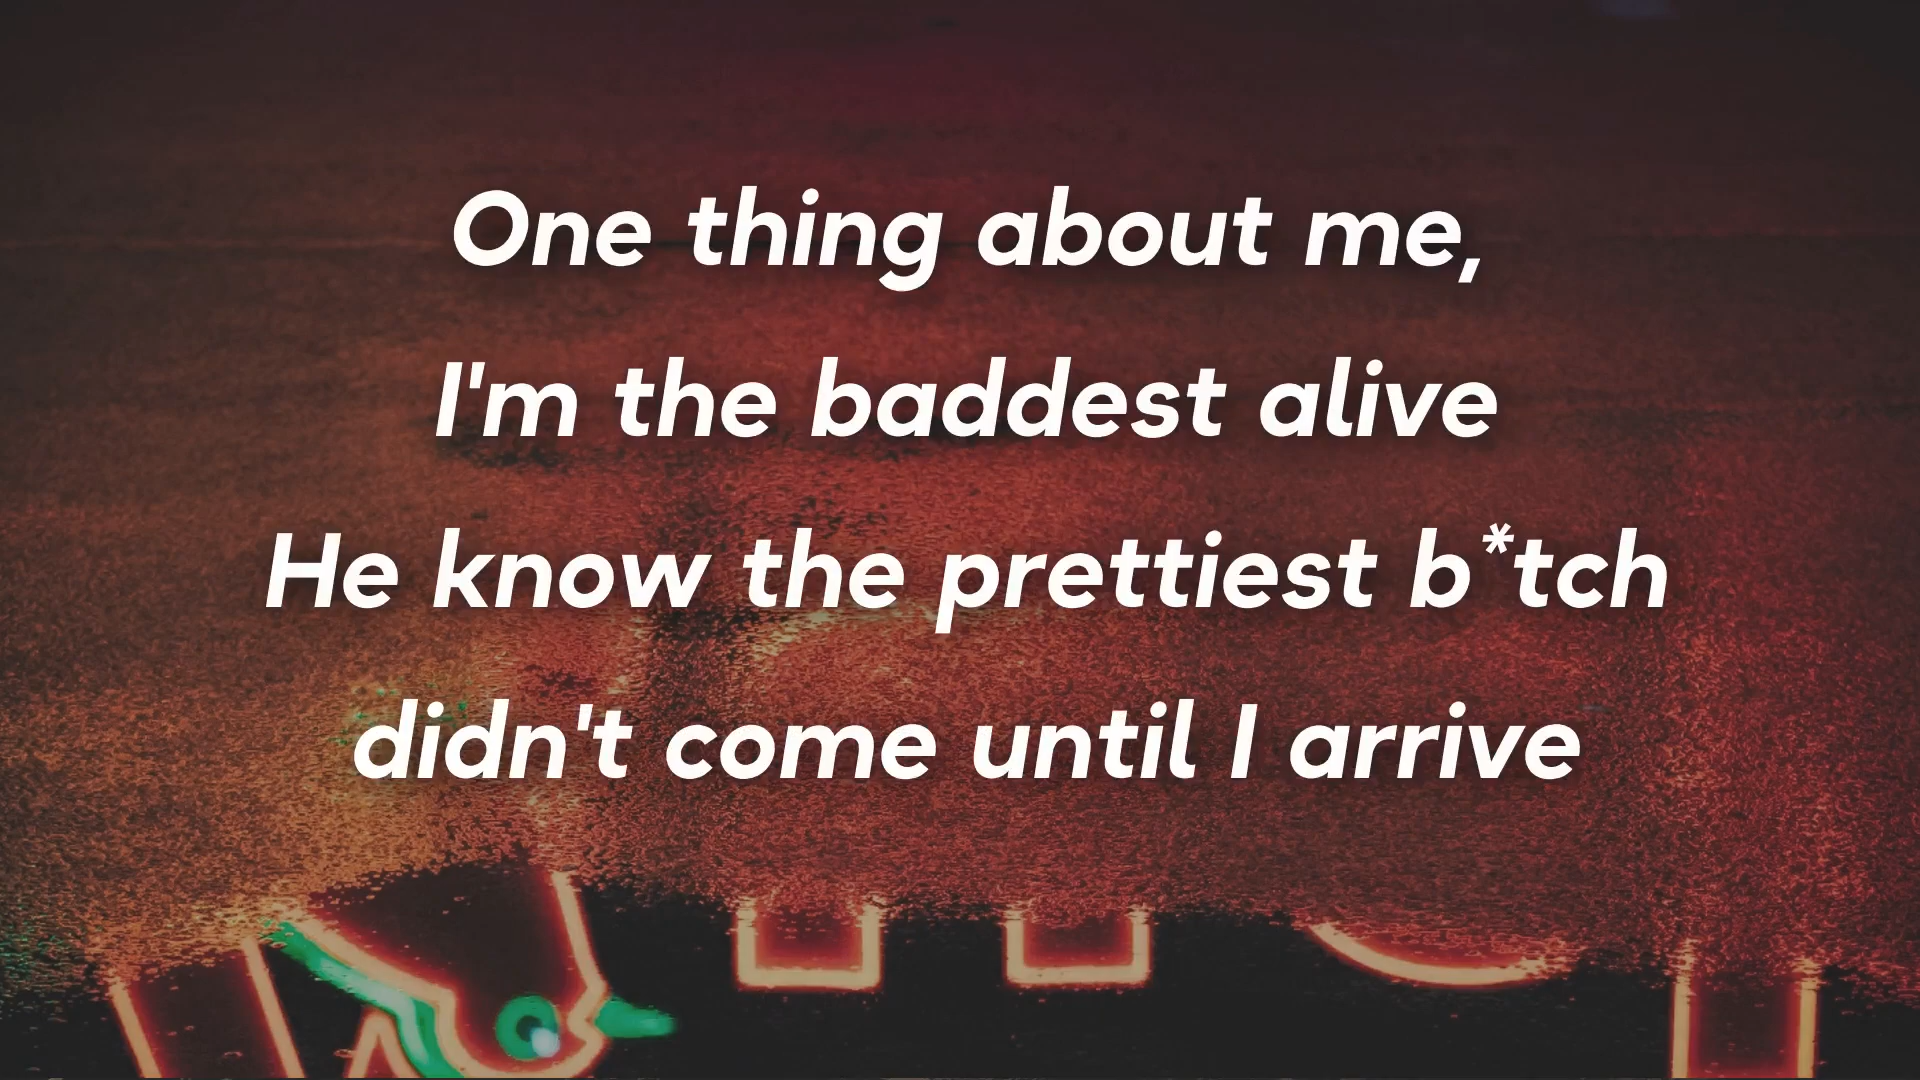 One thing about me,
I'm the baddest alive
He know the prettiest b*tch
didn't come until I arrive